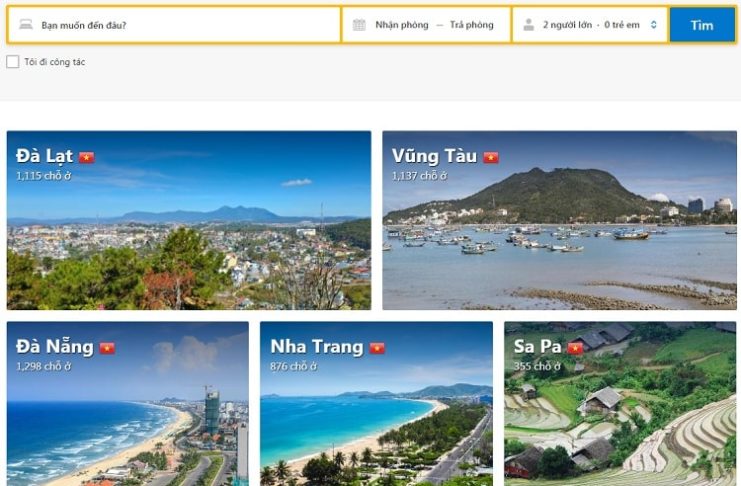 Bạn muốn đến đâu?
Nhận phòng — Trả phòng
2 người lớn · 0 trẻ em
Tìm
Tôi đi công tác
Đà Lạt
1,115 chỗ ở
Vũng Tàu
1,137 chỗ ở
Đà Nẵng
1,298 chỗ ở
Nha Trang
876 chỗ ở
Sa Pa
355 chỗ ở